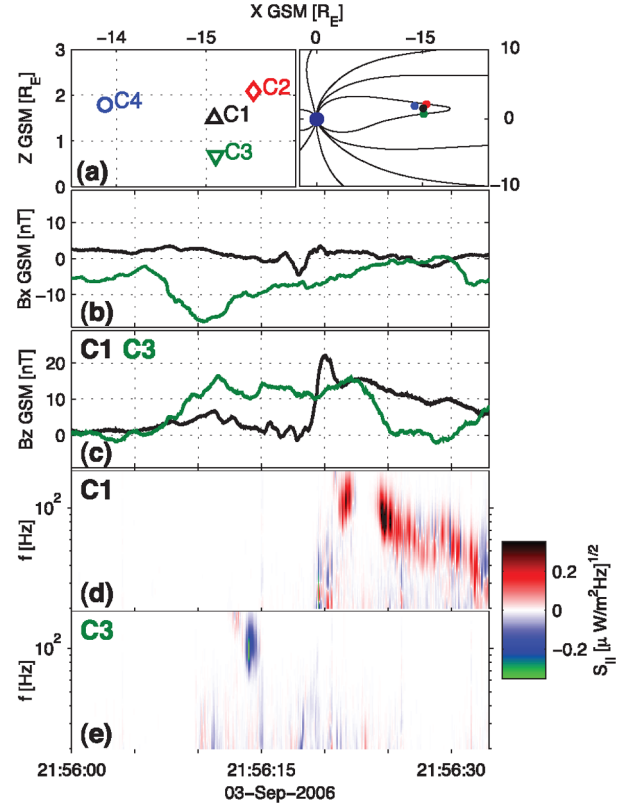 X GSM [R_E]
−14 −15 0 −15
3 10
Z GSM [R_E]
2
C4 C2
C1 0
1
C3
(a)
0 −10
10
Bx GSM [nT]
0
−10
(b)
C1 C3
20
Bz GSM [nT]
10
0
(c)
C1
10^2
f [Hz]
(d)
0.2
0
−0.2
S_II [μ W/m²Hz)^1/2
C3
10^2
f [Hz]
(e)
21:56:00 21:56:15 21:56:30
03-Sep-2006